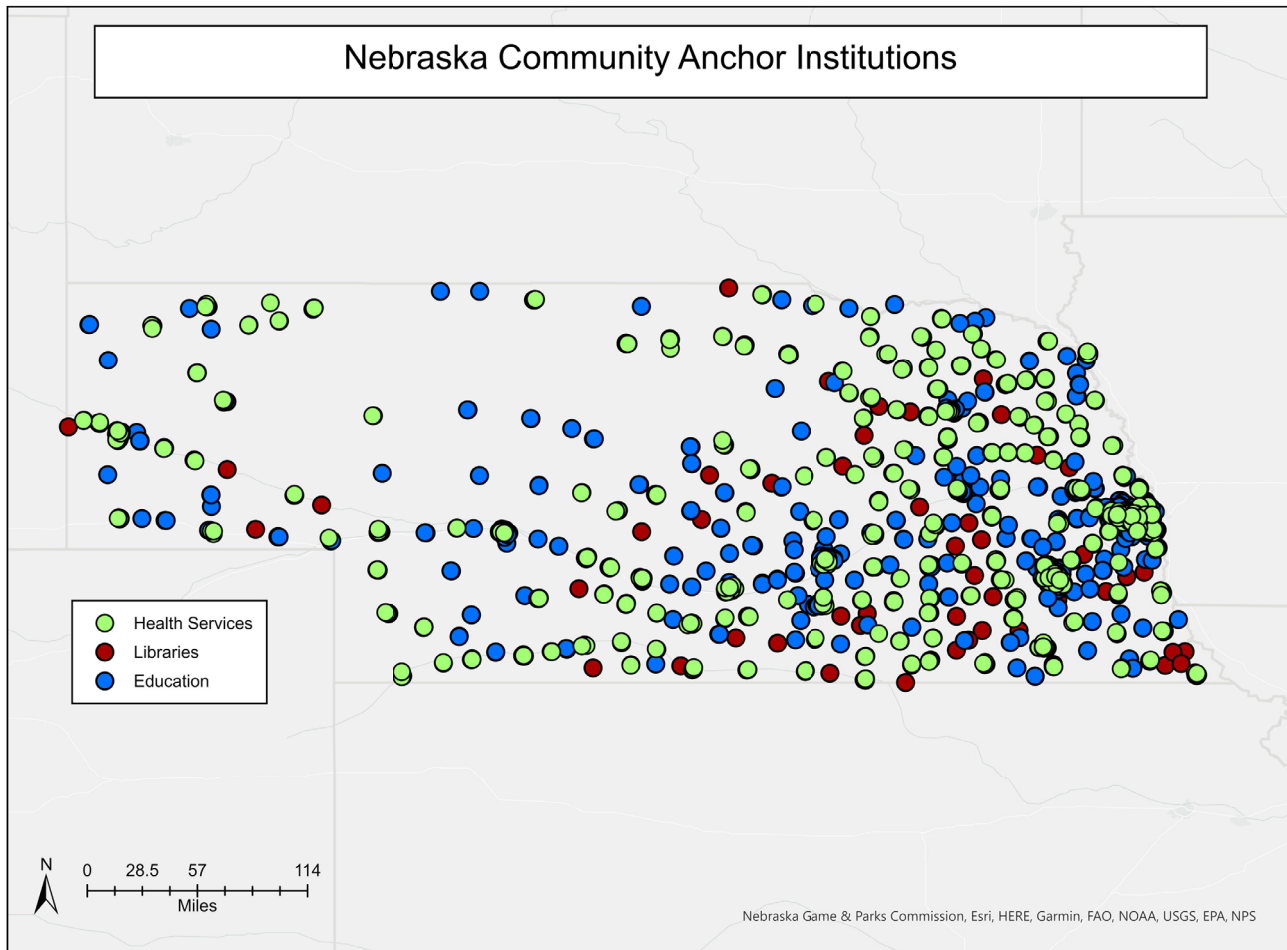 Nebraska Community Anchor Institutions
Health Services
Libraries
Education
N
0 28.5 57 114
Miles
Nebraska Game & Parks Commission, Esri, HERE, Garmin, FAO, NOAA, USGS, EPA, NPS